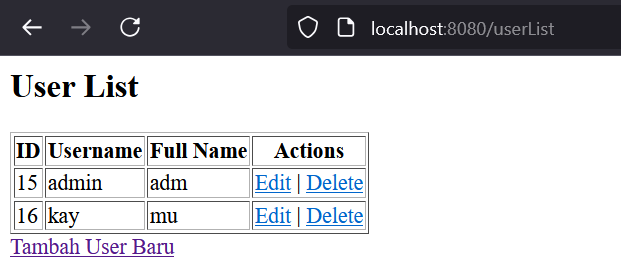 localhost:8080/userList
User List
ID Username Full Name Actions
15 admin adm Edit | Delete
16 kay mu Edit | Delete
Tambah User Baru